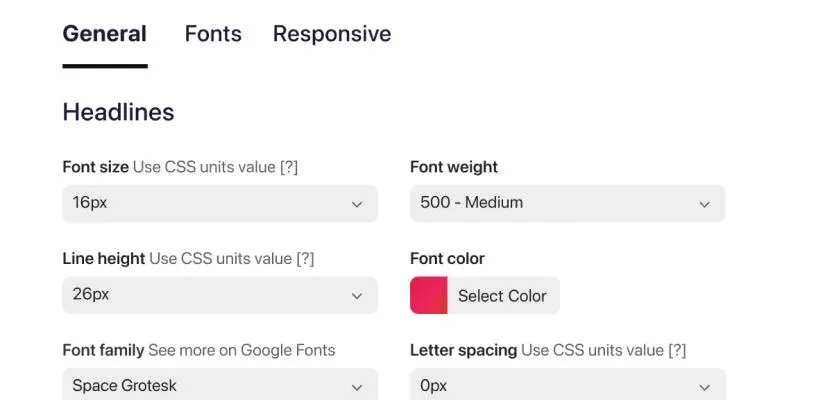 General Fonts Responsive
Headlines
Font size Use CSS units value [?] Font weight
16px 500 - Medium
Line height Use CSS units value [?] Font color
26px Select Color
Font family See more on Google Fonts Letter spacing Use CSS units value [?]
Space Grotesk 0px